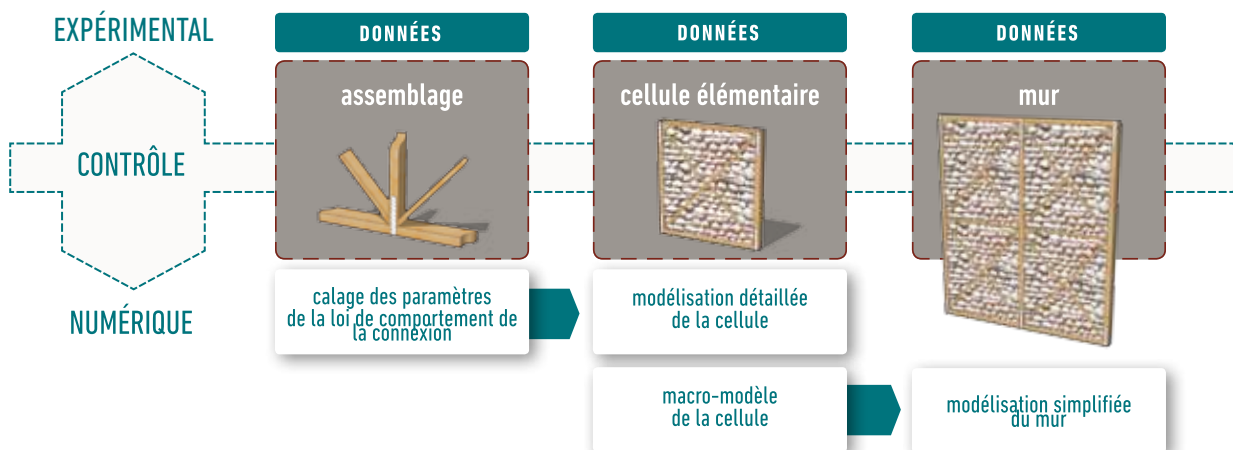 EXPÉRIMENTAL
CONTRÔLE
NUMÉRIQUE
DONNÉES
assemblage
calage des paramètres
de la loi de comportement de
la connexion
DONNÉES
cellule élémentaire
modélisation détaillée
de la cellule
macro-modèle
de la cellule
DONNÉES
mur
modélisation simplifiée
du mur